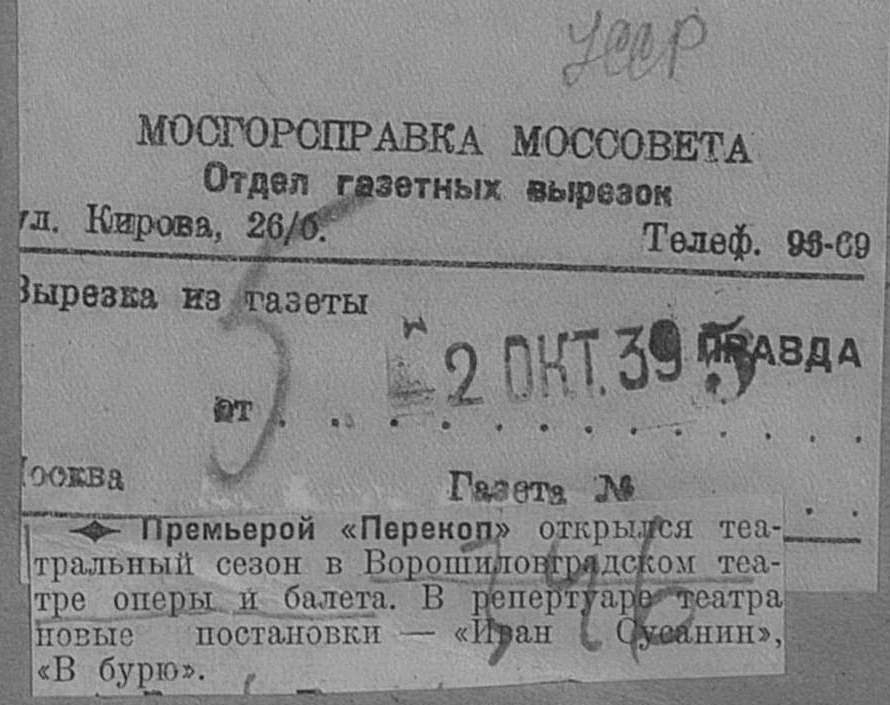 УССР
МОСГОРСПРАВКА МОССОВЕТА
Отдел газетных вырезок
ул. Кирова, 26/б. Телеф. 96-69
Вырезка из газеты
2 ОКТ. 39 ПРАВДА
от
Москва Газета №
Премьерой «Перекоп» открылся теа-
тральный сезон в Ворошиловградском теа-
тре оперы и балета. В репертуаре театра
новые постановки — «Иван Сусанин»,
«В бурю».